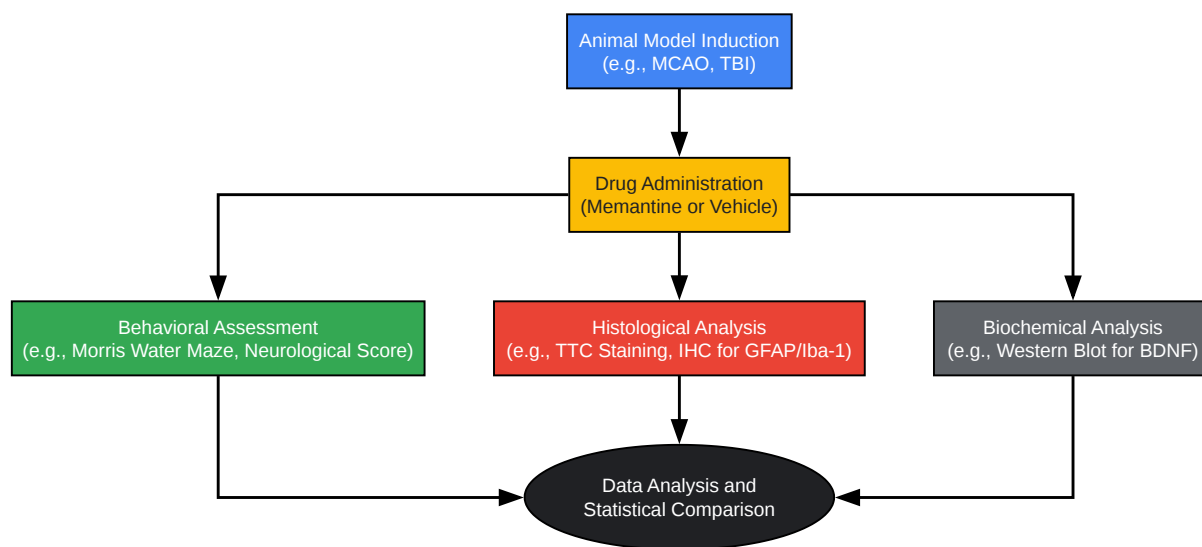 Animal Model Induction
(e.g., MCAO, TBI)
Drug Administration
(Memantine or Vehicle)
Behavioral Assessment
(e.g., Morris Water Maze, Neurological Score)
Histological Analysis
(e.g., TTC Staining, IHC for GFAP/Iba-1)
Biochemical Analysis
(e.g., Western Blot for BDNF)
Data Analysis and
Statistical Comparison